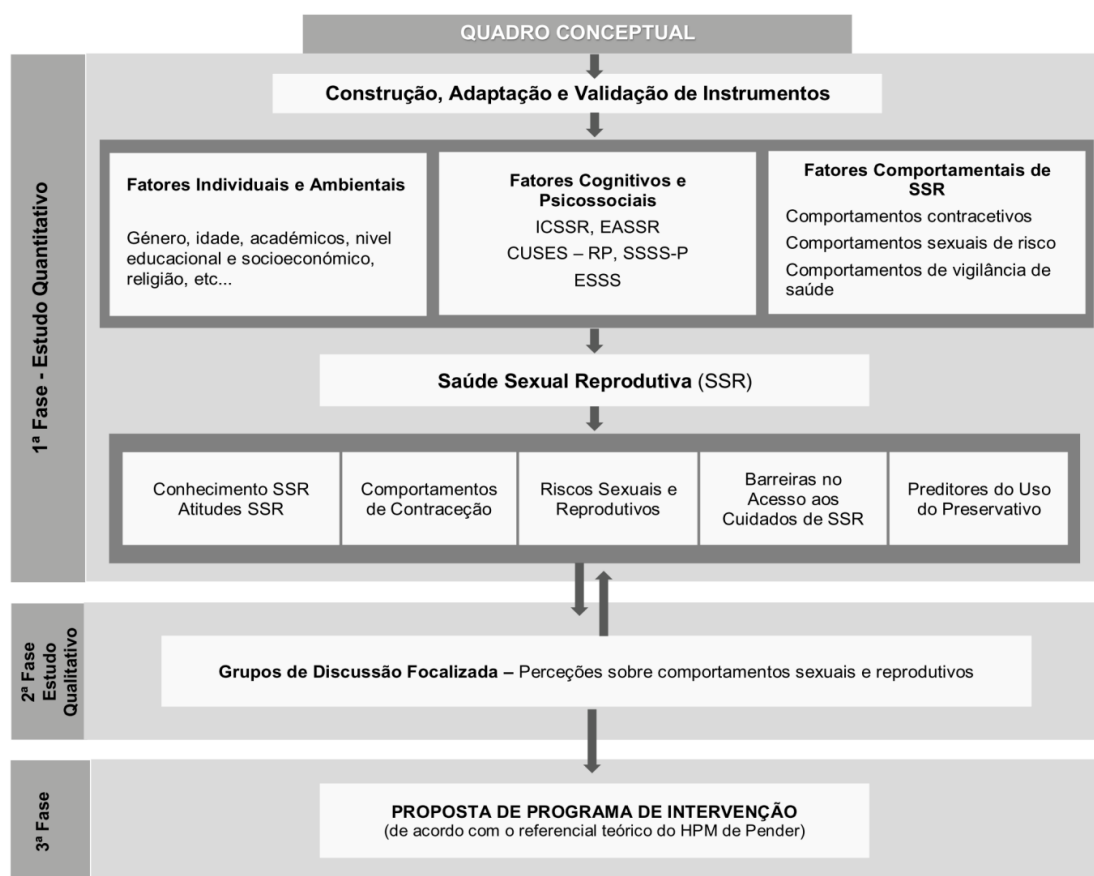 QUADRO CONCEPTUAL
1ª Fase - Estudo Quantitativo
Construção, Adaptação e Validação de Instrumentos
Fatores Individuais e Ambientais
Género, idade, académicos, nivel
educacional e socioeconómico,
religião, etc...
Fatores Cognitivos e
Psicossociais
ICSSR, EASSR
CUSES – RP, SSSS-P
ESSS
Fatores Comportamentais de
SSR
Comportamentos contracetivos
Comportamentos sexuais de risco
Comportamentos de vigilância de
saúde
Saúde Sexual Reprodutiva (SSR)
Conhecimento SSR
Atitudes SSR
Comportamentos
de Contraceção
Riscos Sexuais e
Reprodutivos
Barreiras no
Acesso aos
Cuidados de SSR
Preditores do Uso
do Preservativo
2ª Fase
Estudo
Qualitativo
Grupos de Discussão Focalizada – Perceções sobre comportamentos sexuais e reprodutivos
3ª Fase
PROPOSTA DE PROGRAMA DE INTERVENÇÃO
(de acordo com o referencial teórico do HPM de Pender)